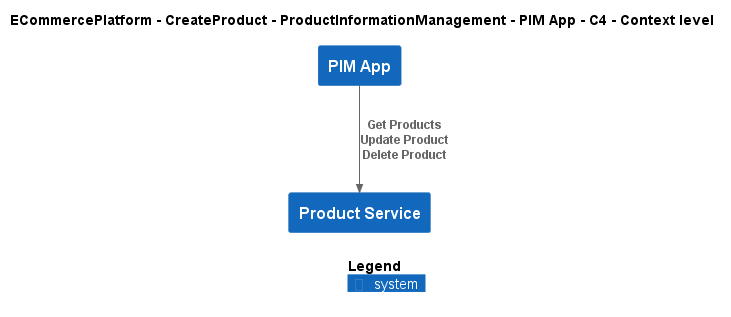 ECommercePlatform - CreateProduct - ProductInformationManagement - PIM App - C4 - Context level
PIM App
Get Products
Update Product
Delete Product
Product Service
Legend
system